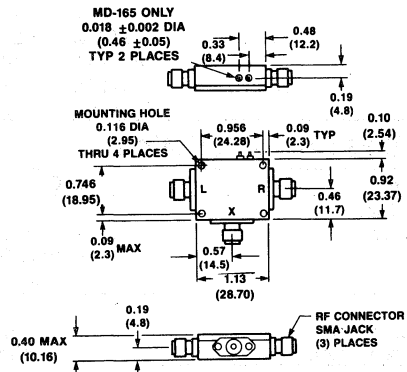 MD-165 ONLY
0.018 ±0.002 DIA
(0.46 ±0.05)
TYP 2 PLACES
0.33
(8.4)
0.48
(12.2)
0.19
(4.8)
MOUNTING HOLE
0.116 DIA
(2.95)
THRU 4 PLACES
0.956
(24.28)
0.09 TYP
(2.3)
0.10
(2.54)
0.746
(18.95)
L
R
X
0.46
(11.7)
0.92
(23.37)
0.09 MAX
(2.3)
0.57
(14.5)
1.13
(28.70)
0.19
(4.8)
0.40 MAX
(10.16)
RF CONNECTOR
SMA JACK
(3) PLACES